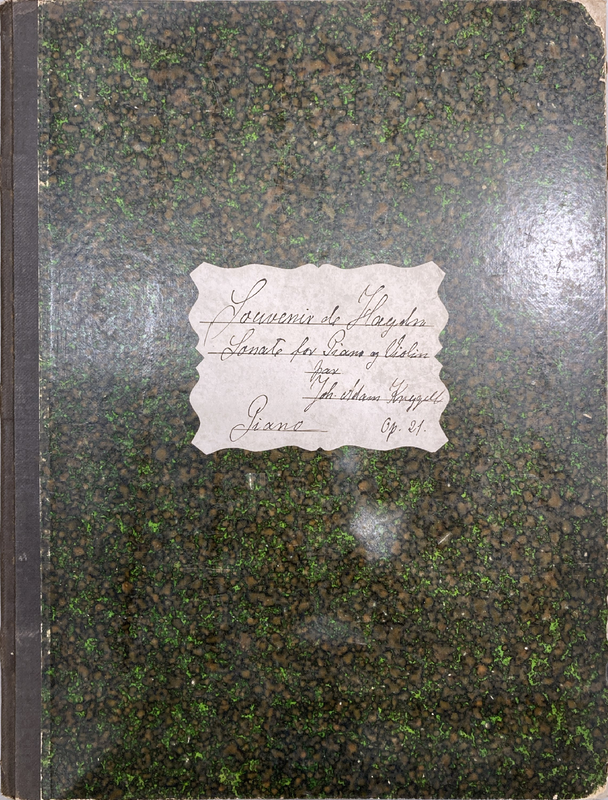 Souvenir de Haydn
Sonate for Piano og Violin
par
Joh. Adam Krygell
Piano
Op. 21.